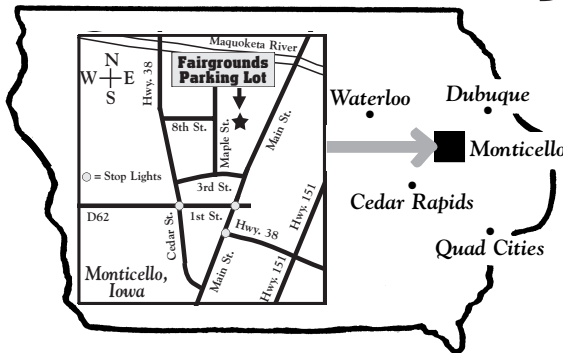 Maquoketa River
N
W E
S
Hwy. 38
Fairgrounds
Parking Lot
8th St.
Maple St.
Main St.
= Stop Lights
3rd St.
D62
1st St.
Cedar St.
Hwy. 38
Hwy. 151
Main St.
Hwy. 151
Monticello,
Iowa
Waterloo
Dubuque
Monticello
Cedar Rapids
Quad Cities